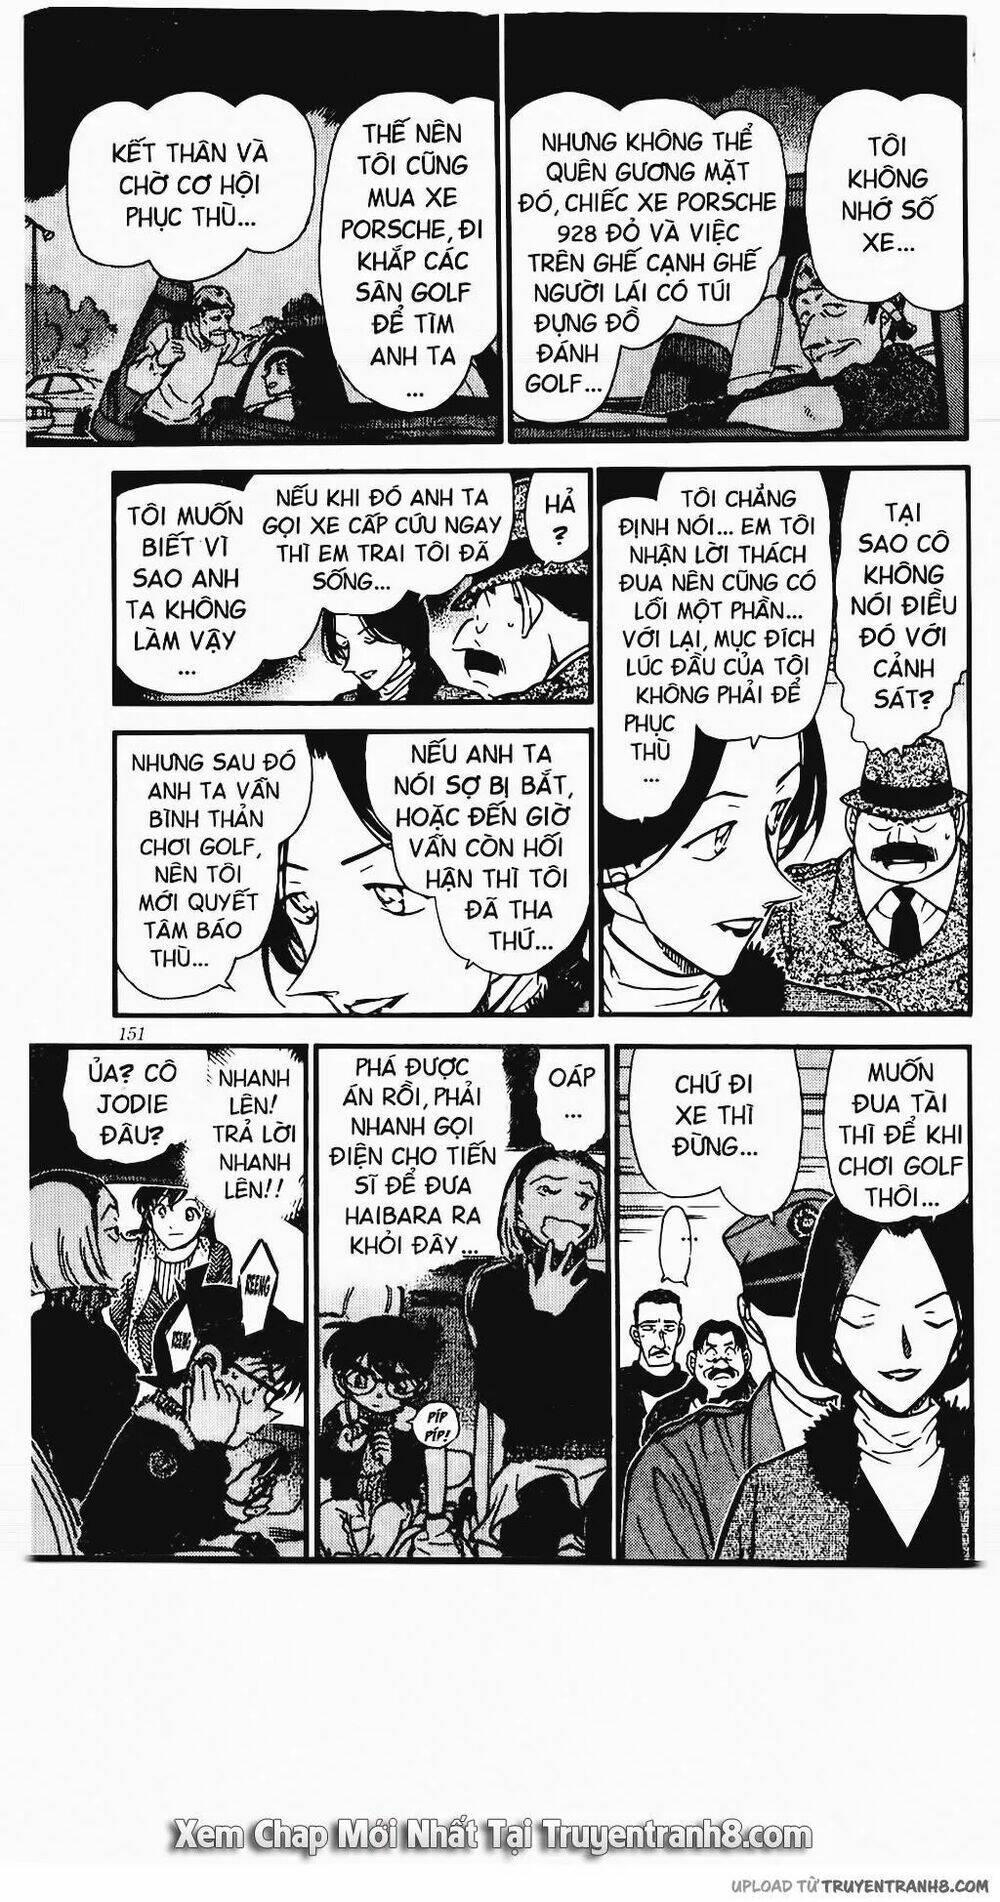 TÔI
KHÔNG
NHỚ SỐ
XE...
NHƯNG KHÔNG THỂ
QUÊN GƯƠNG MẶT
ĐÓ, CHIẾC XE PORSCHE
928 ĐỎ VÀ VIỆC
TRÊN GHẾ CẠNH GHẾ
NGƯỜI LÁI CÓ TÚI
ĐỰNG ĐỒ
ĐÁNH
GOLF...
THẾ NÊN
TÔI CŨNG
MUA XE
PORSCHE, ĐI
KHẮP CÁC
SÂN GOLF
ĐỂ TÌM
ANH TA
...
KẾT THÂN VÀ
CHỜ CƠ HỘI
PHỤC THÙ...
TẠI
SAO CÔ
KHÔNG
NÓI ĐIỀU
ĐÓ VỚI
CẢNH
SÁT?
TÔI CHẲNG
ĐỊNH NÓI... EM TÔI
NHẬN LỜI THÁCH
ĐUA NÊN CŨNG CÓ
LỖI MỘT PHẦN...
VỚI LẠI, MỤC ĐÍCH
LÚC ĐẦU CỦA TÔI
KHÔNG PHẢI ĐỂ
PHỤC
THÙ
...
HẢ
?
NẾU KHI ĐÓ ANH TA
GỌI XE CẤP CỨU NGAY
THÌ EM TRAI TÔI ĐÃ
SỐNG...
TÔI MUỐN
BIẾT VÌ
SAO ANH
TA KHÔNG
LÀM VẬY
...
NẾU ANH TA
NÓI SỢ BỊ BẮT,
HOẶC ĐẾN GIỜ
VẪN CÒN HỐI
HẬN THÌ TÔI
ĐÃ THA
THỨ...
NHƯNG SAU ĐÓ
ANH TA VẪN
BÌNH THẢN
CHƠI GOLF,
NÊN TÔI
MỚI QUYẾT
TÂM BÁO
THÙ...
151
MUỐN
ĐUA TÀI
THÌ ĐỂ KHI
CHƠI GOLF
THÔI...
CHỨ ĐI
XE THÌ
ĐỪNG...
...
OÁP
...
PHÁ ĐƯỢC
ÁN RỒI, PHẢI
NHANH GỌI
ĐIỆN CHO TIẾN
SĨ ĐỂ ĐƯA
HAIBARA RA
KHỎI ĐÂY...
PÍP
PÍP!
NHANH
LÊN!
TRẢ LỜI
NHANH
LÊN!!
REENG
REENG
ỦA? CÔ
JODIE
ĐÂU?
Xem Chap Mới Nhất Tại Truyentranh8.com
UPLOAD TỪ TRUYENTRANH8.COM